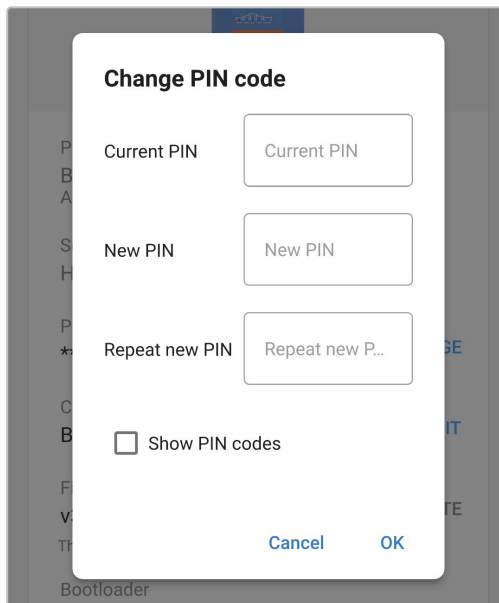 Change PIN code
Current PIN Current PIN
New PIN New PIN
Repeat new PIN Repeat new P...
Show PIN codes
Cancel OK
Bootloader